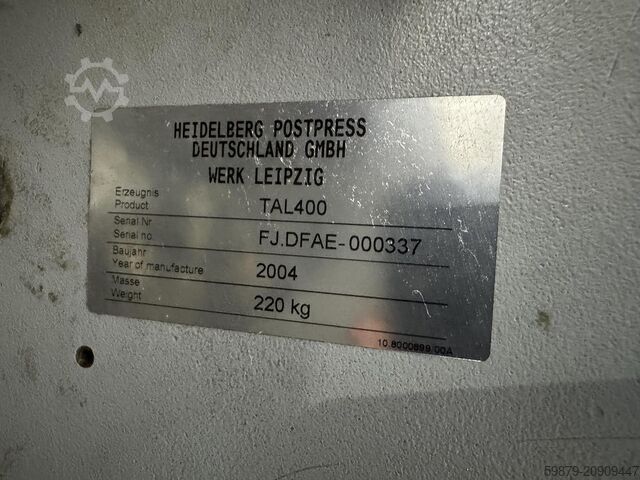 HEIDELBERG POSTPRESS
DEUTSCHLAND GMBH
WERK LEIPZIG
Erzeugnis
Product TAL400
Serial Nr
Serial no. FJ.DFAE-000337
Baujahr
Year of manufacture 2004
Masse
Weight 220 kg
10.8000899.00A
59879-20909447